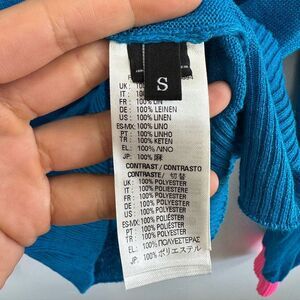 S
UK : 100% LINEN
IT : 100% LINO
FR : 100% LIN
DE : 100% LEINEN
US : 100% LINEN
ES-MX: 100% LINO
PT : 100% LINHO
TR : 100% KETEN
EL: 100% ΛΙΝΟ
JP: 100% 麻
CONTRAST / CONTRASTO
CONTRASTE / 切替
UK : 100% POLYESTER
IT : 100% POLIESTERE
FR : 100% POLYESTER
DE : 100% POLYESTER
US : 100% POLYESTER
ES-MX: 100% POLIÉSTER
PT : 100% POLIÉSTER
TR : 100% POLYESTER
EL: 100% ΠΟΛΥΕΣΤΕΡΑΣ
JP: 100% ポリエステル